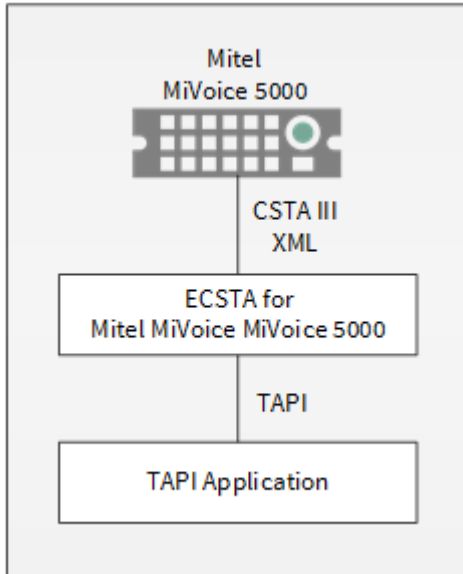 Mitel
MiVoice 5000
CSTA III
XML
ECSTA for
Mitel MiVoice MiVoice 5000
TAPI
TAPI Application